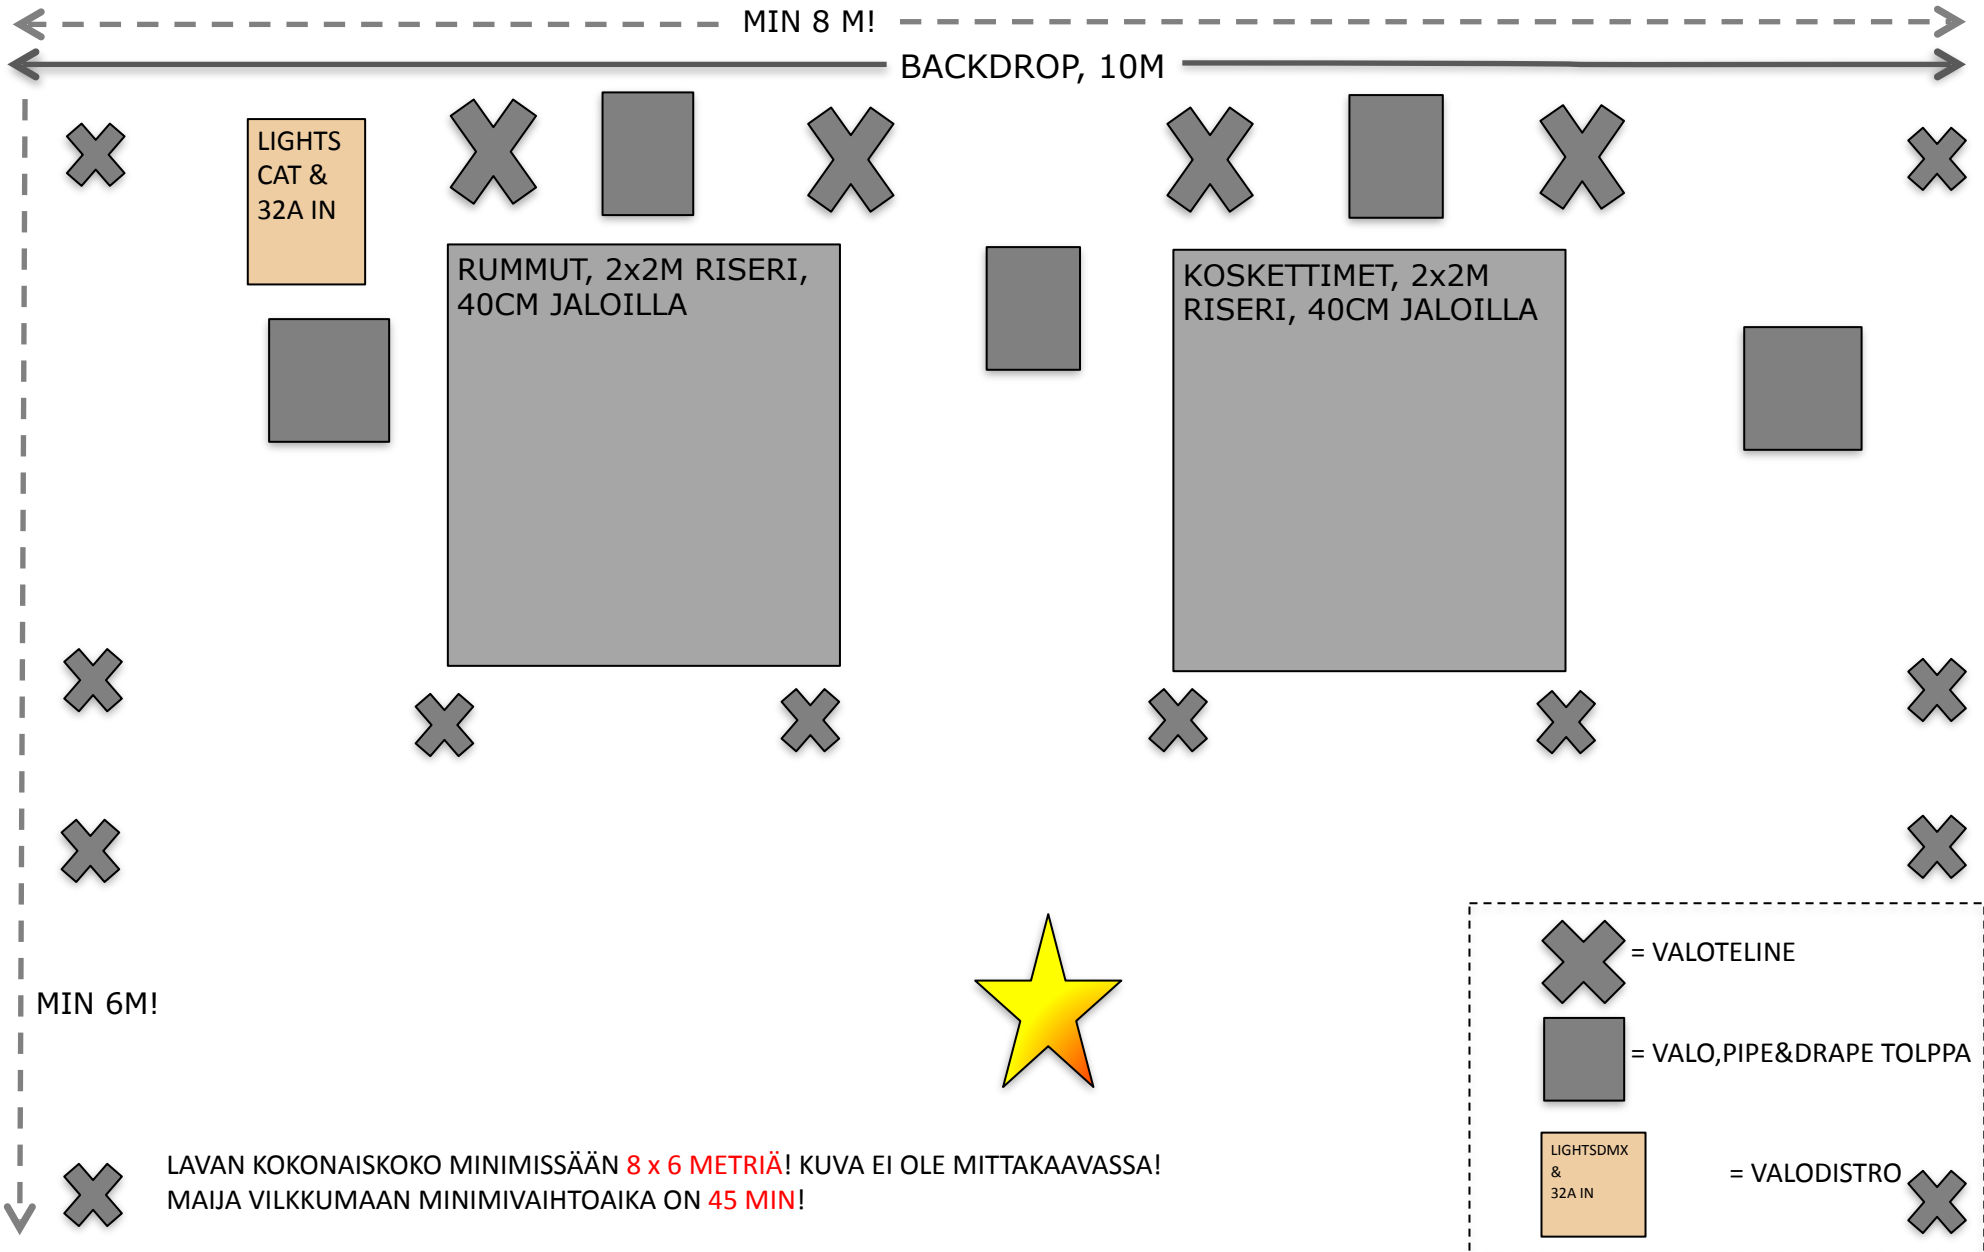 MIN 8 M!
BACKDROP, 10M
LIGHTS
CAT &
32A IN
RUMMUT, 2x2M RISERI,
40CM JALOILLA
KOSKETTIMET, 2x2M
RISERI, 40CM JALOILLA
MIN 6M!
= VALOTELINE
= VALO,PIPE&DRAPE TOLPPA
LIGHTSDMX
&
32A IN
= VALODISTRO
LAVAN KOKONAISKOKO MINIMISSÄÄN 8 x 6 METRIÄ! KUVA EI OLE MITTAKAAVASSA!
MAIJA VILKKUMAAN MINIMIVAIHTOAIKA ON 45 MIN!